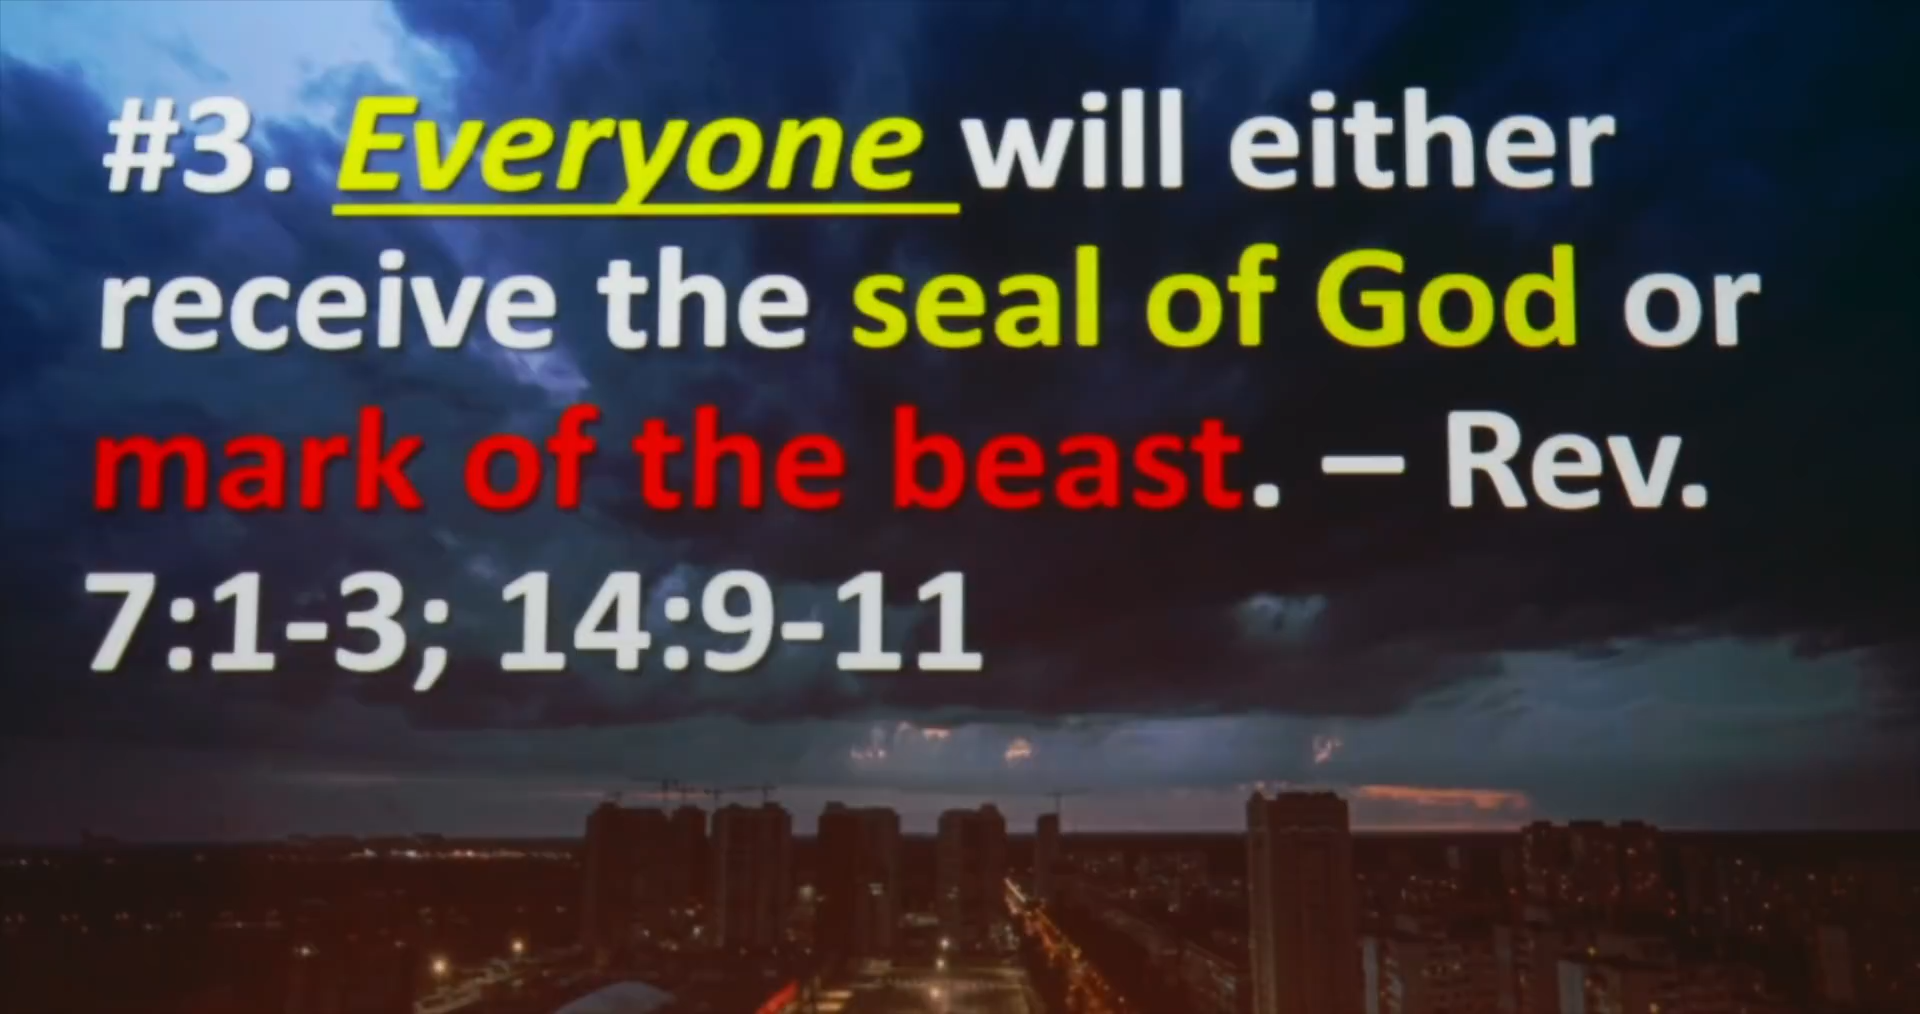 #3. Everyone will either
receive the seal of God or
mark of the beast. – Rev.
7:1-3; 14:9-11